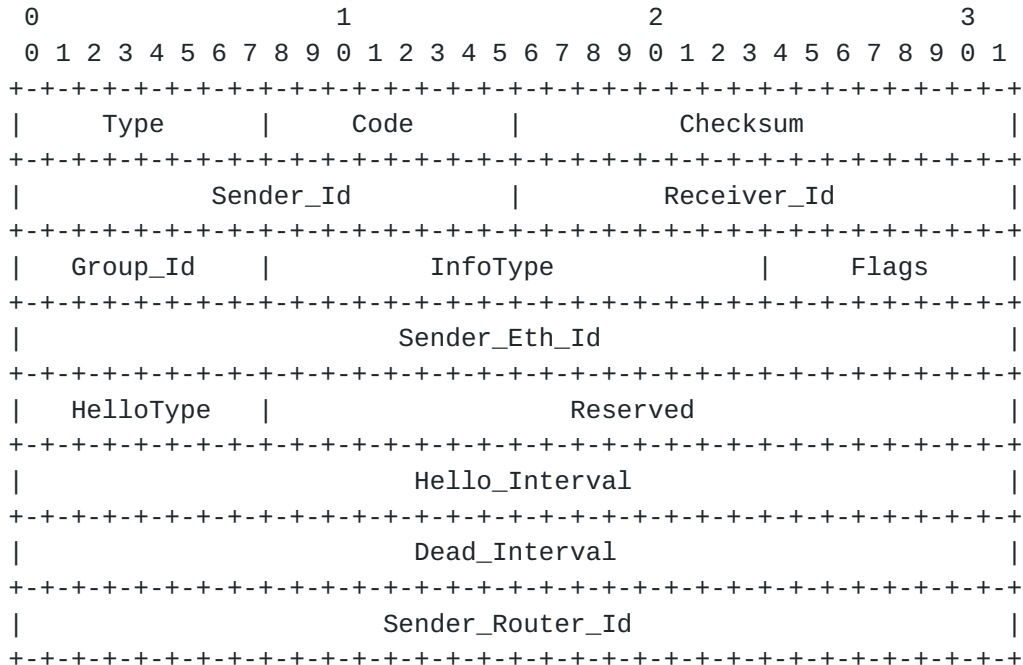 0                   1                   2                   3
 0 1 2 3 4 5 6 7 8 9 0 1 2 3 4 5 6 7 8 9 0 1 2 3 4 5 6 7 8 9 0 1
+-+-+-+-+-+-+-+-+-+-+-+-+-+-+-+-+-+-+-+-+-+-+-+-+-+-+-+-+-+-+-+-+
|     Type      |     Code      |          Checksum             |
+-+-+-+-+-+-+-+-+-+-+-+-+-+-+-+-+-+-+-+-+-+-+-+-+-+-+-+-+-+-+-+-+
|            Sender_Id          |         Receiver_Id           |
+-+-+-+-+-+-+-+-+-+-+-+-+-+-+-+-+-+-+-+-+-+-+-+-+-+-+-+-+-+-+-+-+
|   Group_Id    |          InfoType             |     Flags     |
+-+-+-+-+-+-+-+-+-+-+-+-+-+-+-+-+-+-+-+-+-+-+-+-+-+-+-+-+-+-+-+-+
|                        Sender_Eth_Id                          |
+-+-+-+-+-+-+-+-+-+-+-+-+-+-+-+-+-+-+-+-+-+-+-+-+-+-+-+-+-+-+-+-+
|   HelloType   |                   Reserved                    |
+-+-+-+-+-+-+-+-+-+-+-+-+-+-+-+-+-+-+-+-+-+-+-+-+-+-+-+-+-+-+-+-+
|                         Hello_Interval                        |
+-+-+-+-+-+-+-+-+-+-+-+-+-+-+-+-+-+-+-+-+-+-+-+-+-+-+-+-+-+-+-+-+
|                         Dead_Interval                         |
+-+-+-+-+-+-+-+-+-+-+-+-+-+-+-+-+-+-+-+-+-+-+-+-+-+-+-+-+-+-+-+-+
|                       Sender_Router_Id                        |
+-+-+-+-+-+-+-+-+-+-+-+-+-+-+-+-+-+-+-+-+-+-+-+-+-+-+-+-+-+-+-+-+